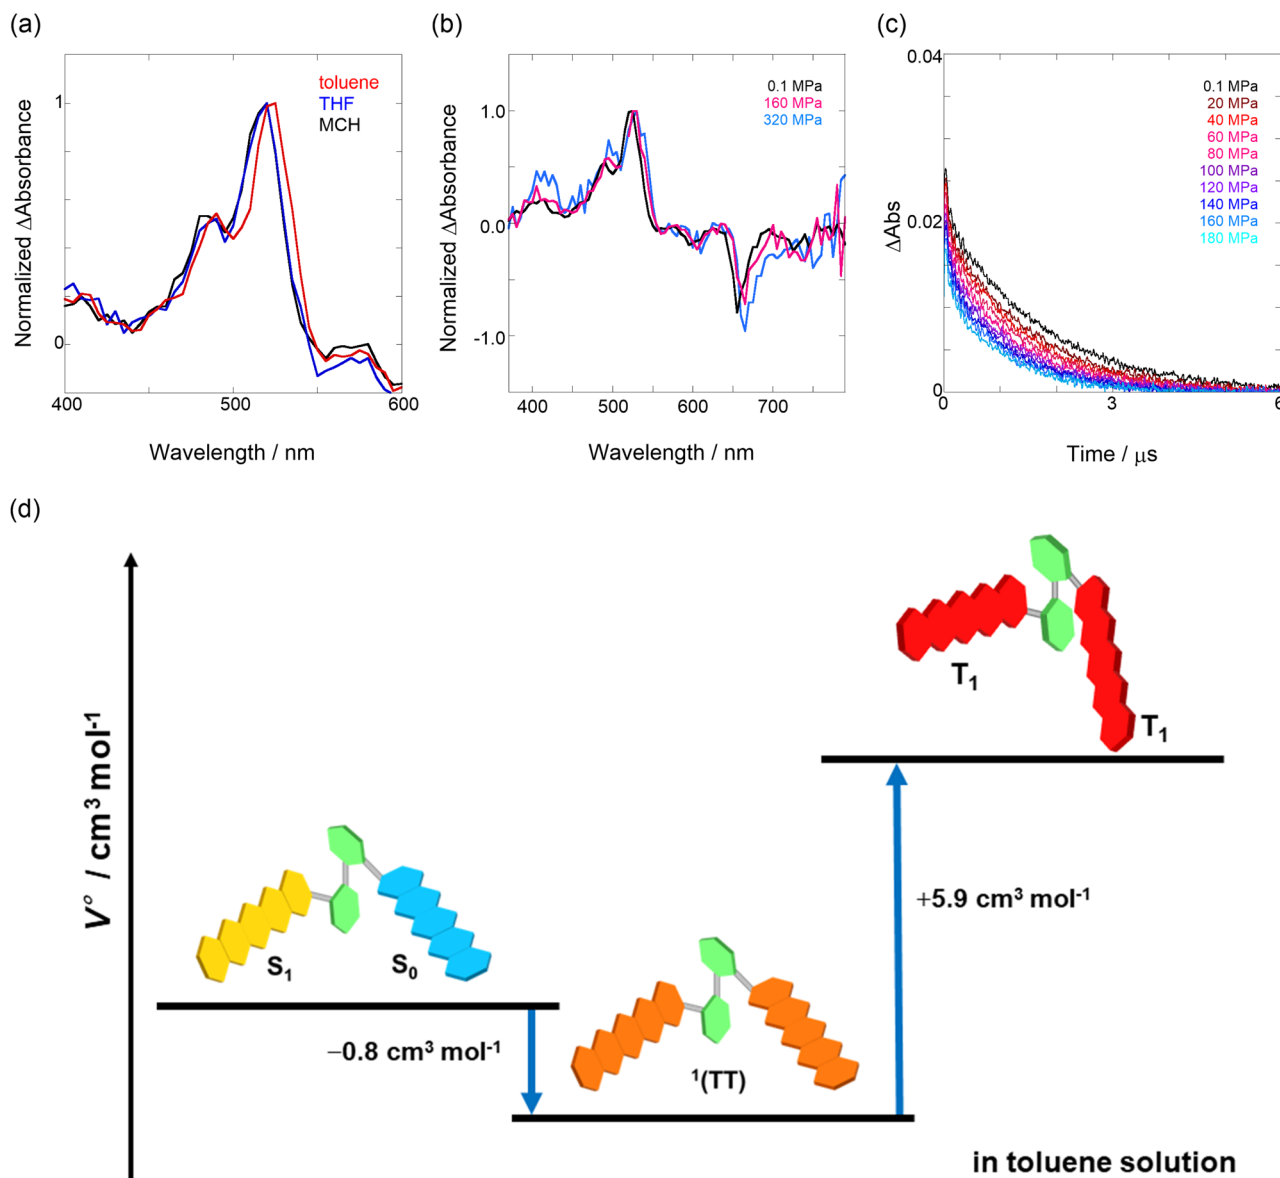 (a)
toluene
THF
MCH
1
0
400
500
600
Normalized ΔAbsorbance
Wavelength / nm
(b)
0.1 MPa
160 MPa
320 MPa
1.0
0.0
-1.0
400
500
600
700
Normalized ΔAbsorbance
Wavelength / nm
(c)
0.04
0.02
0
0.1 MPa
20 MPa
40 MPa
60 MPa
80 MPa
100 MPa
120 MPa
140 MPa
160 MPa
180 MPa
0
3
6
ΔAbs
Time / μs
(d)
V° / cm³ mol⁻¹
T₁
T₁
+5.9 cm³ mol⁻¹
S₁
S₀
−0.8 cm³ mol⁻¹
¹(TT)
in toluene solution